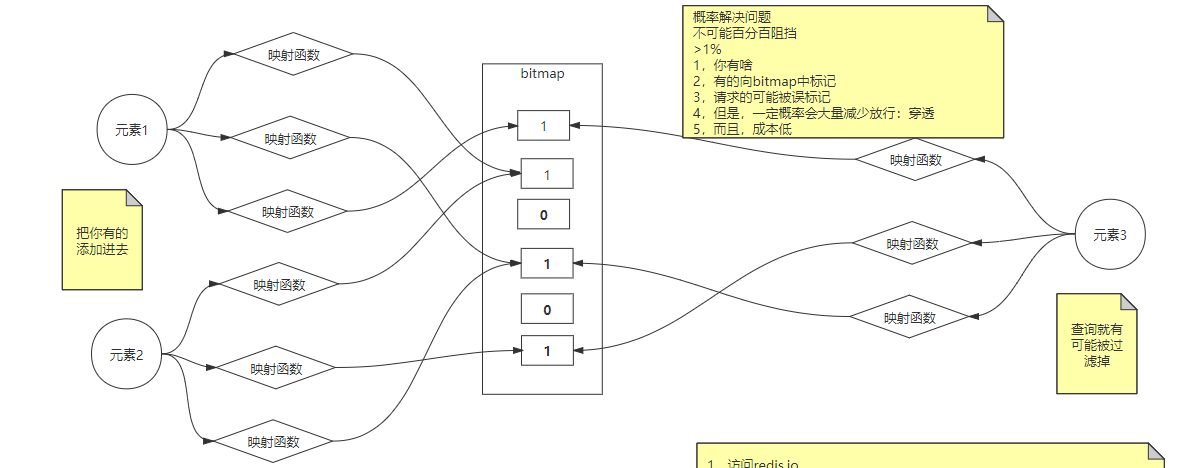 概率解决问题
不可能百分百阻挡
>1%
1，你有啥
2，有的向bitmap中标记
3，请求的可能被误标记
4，但是，一定概率会大量减少放行：穿透
5，而且，成本低
bitmap
映射函数
映射函数
映射函数
元素1
1
1
0
1
0
1
映射函数
映射函数
映射函数
元素3
把你有的
添加进去
映射函数
映射函数
映射函数
元素2
查询就有
可能被过
滤掉
1，访问redis.io